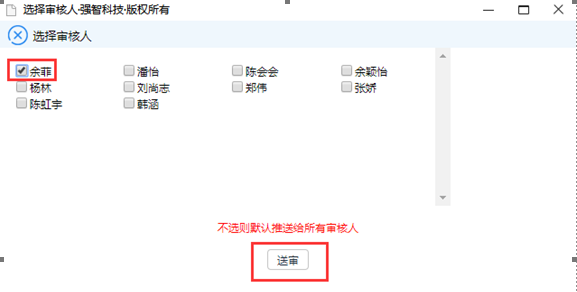 选择审核人-强智科技-版权所有
选择审核人
余菲 潘怡 陈会会 余颖怡
杨林 刘尚志 郑伟 张娇
陈虹宇 韩涵
不选则默认推送给所有审核人
送审